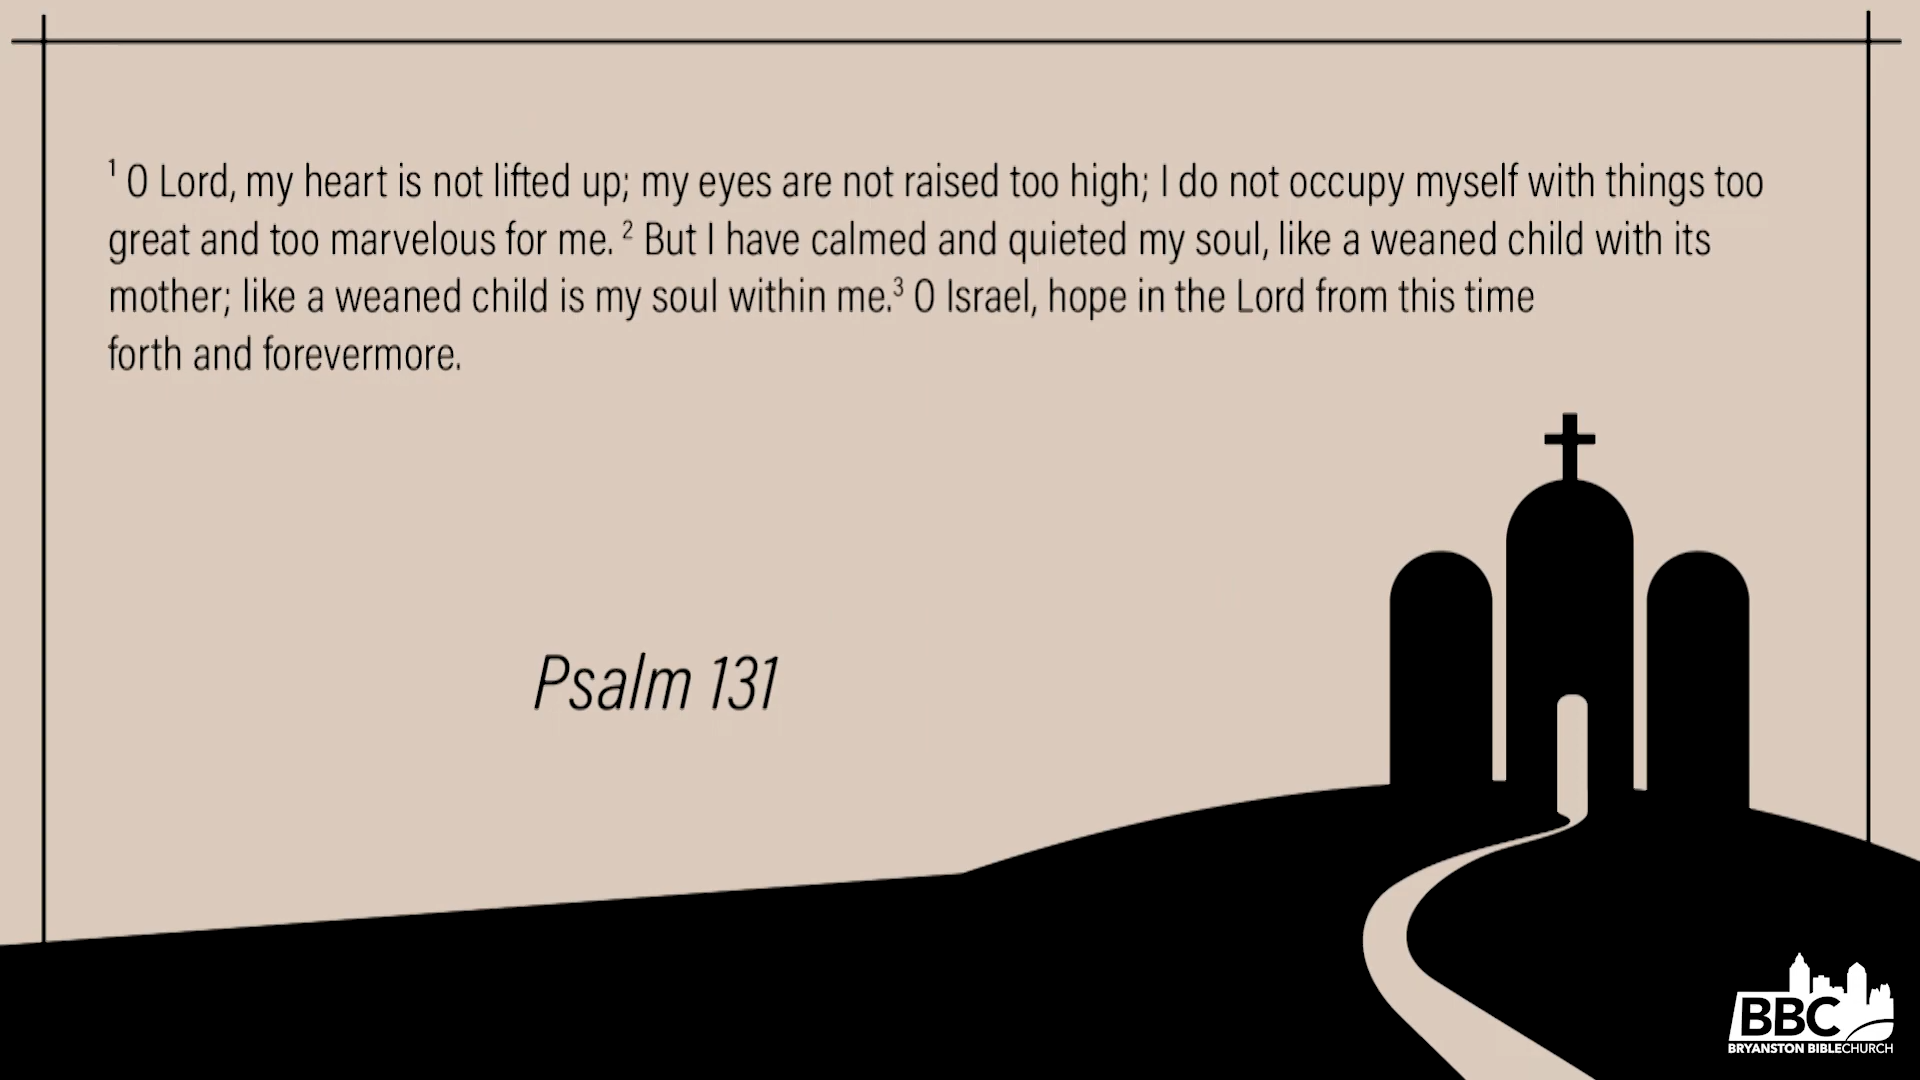 ¹ O Lord, my heart is not lifted up; my eyes are not raised too high; I do not occupy myself with things too
great and too marvelous for me. ² But I have calmed and quieted my soul, like a weaned child with its
mother; like a weaned child is my soul within me.³ O Israel, hope in the Lord from this time
forth and forevermore.
Psalm 131
BBC
BRYANSTON BIBLECHURCH